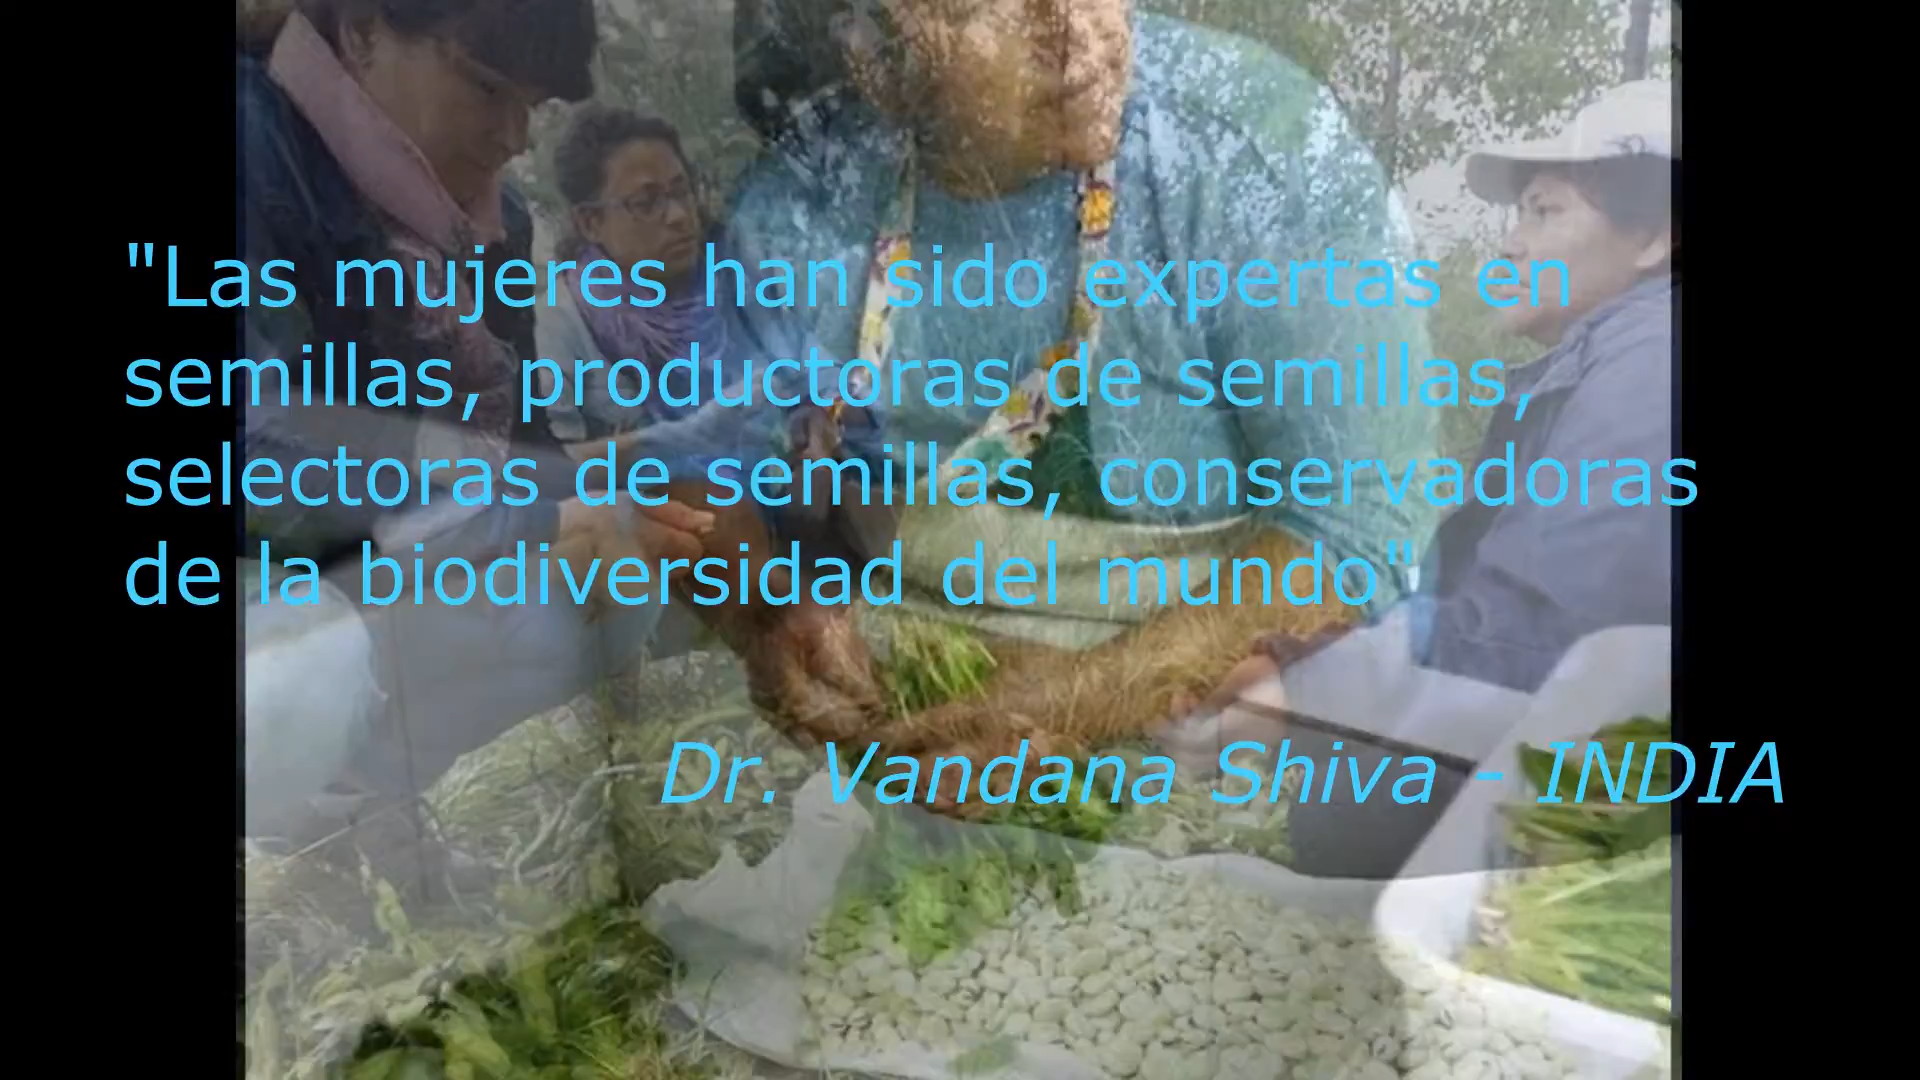 "Las mujeres han sido expertas en
semillas, productoras de semillas,
selectoras de semillas, conservadoras
de la biodiversidad del mundo"
Dr. Vandana Shiva - INDIA